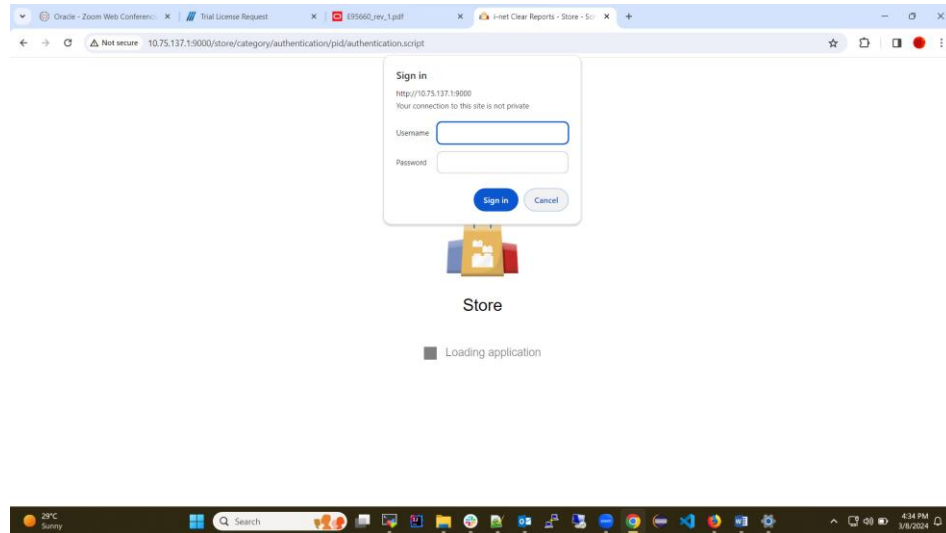 Oracle - Zoom Web Conferenc
Trial License Request
E95660_rev_1.pdf
i-net Clear Reports - Store - Sor
Not secure
10.75.137.1:9000/store/category/authentication/pid/authentication.script
Sign in
http://10.75.137.1:9000
Your connection to this site is not private
Username
Password
Sign in
Cancel
Store
Loading application
29°C
Sunny
Search
4:34 PM
3/8/2024